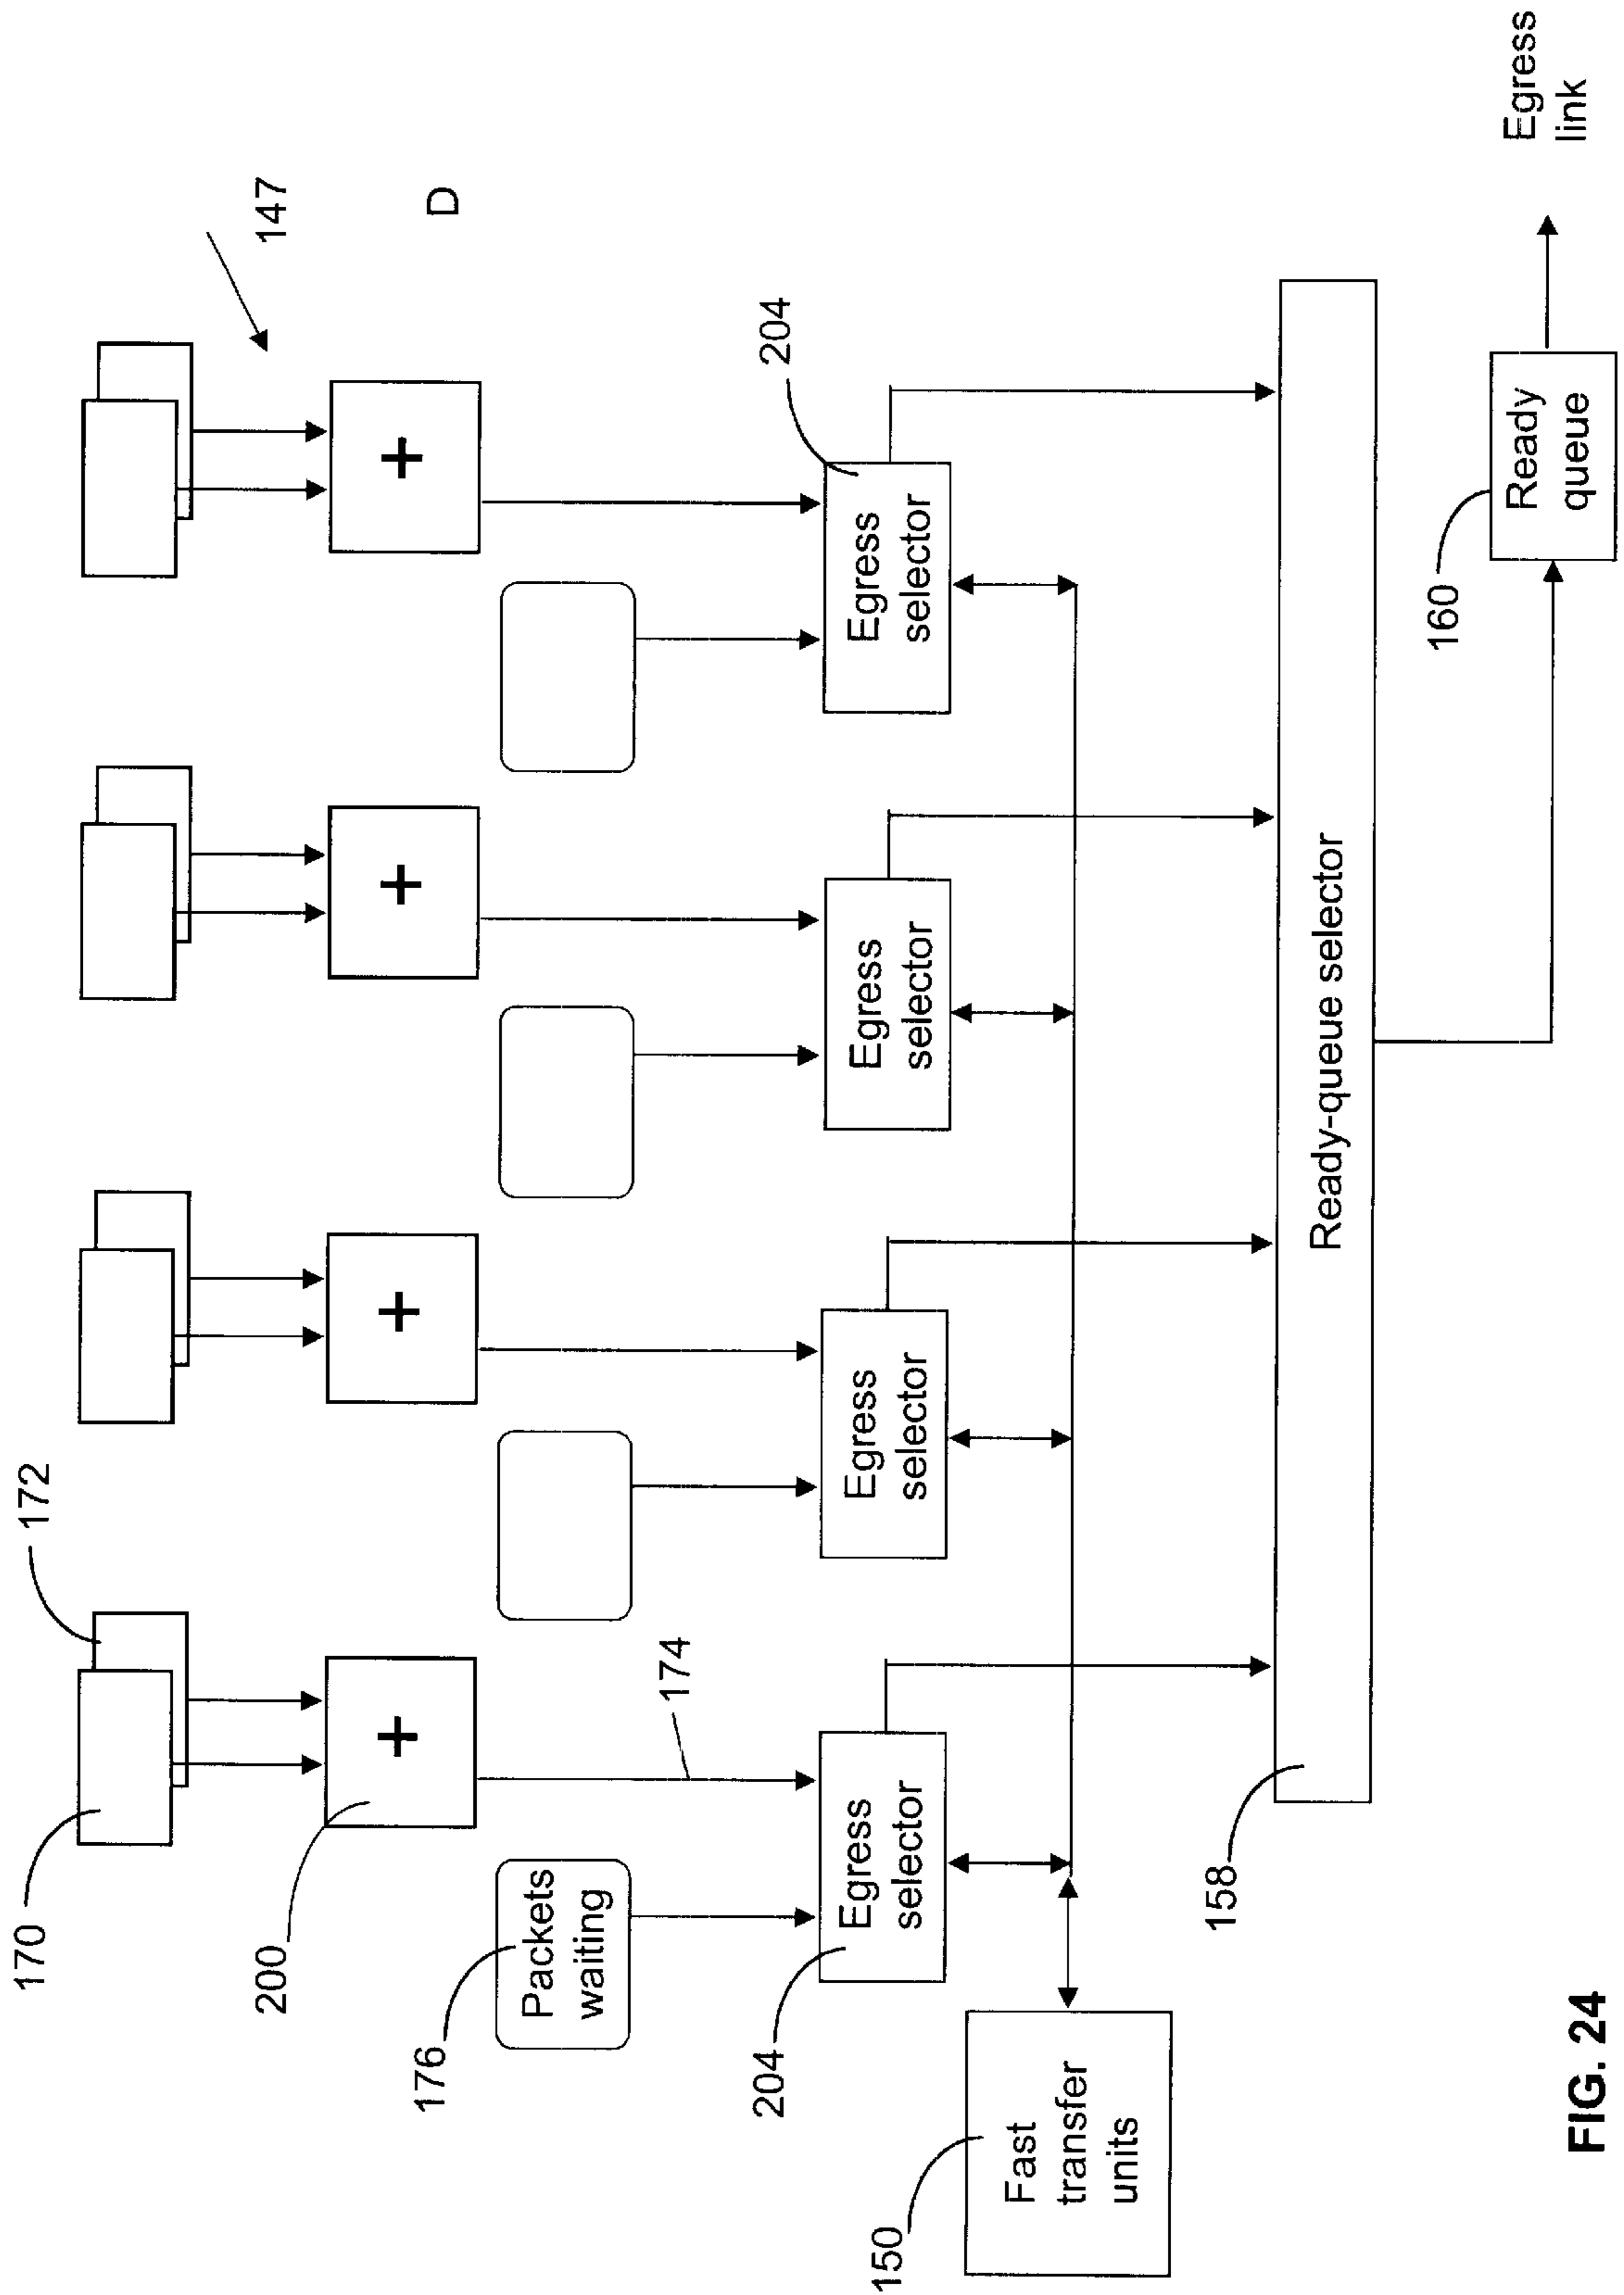 170
172
147
200
+
+
+
+
D
176
Packets
waiting
174
204
204
Egress
selector
Egress
selector
Egress
selector
Egress
selector
150
Fast
transfer
units
158
Ready-queue selector
160
Ready
queue
Egress
link
FIG. 24